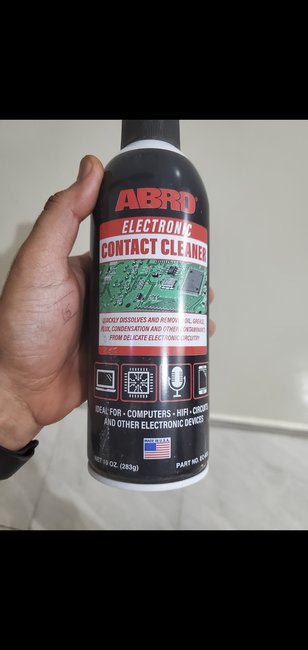 ABRO
ELECTRONIC
CONTACT CLEANER
QUICKLY DISSOLVES AND REMOVES OIL, GREASE,
FLUX, CONDENSATION AND OTHER CONTAMINANTS
FROM DELICATE ELECTRONIC CIRCUITRY
IDEAL FOR - COMPUTERS - HIFI - CIRCUITS
AND OTHER ELECTRONIC DEVICES
MADE IN U.S.A.
NET 10 OZ. (283g)
PART NO.